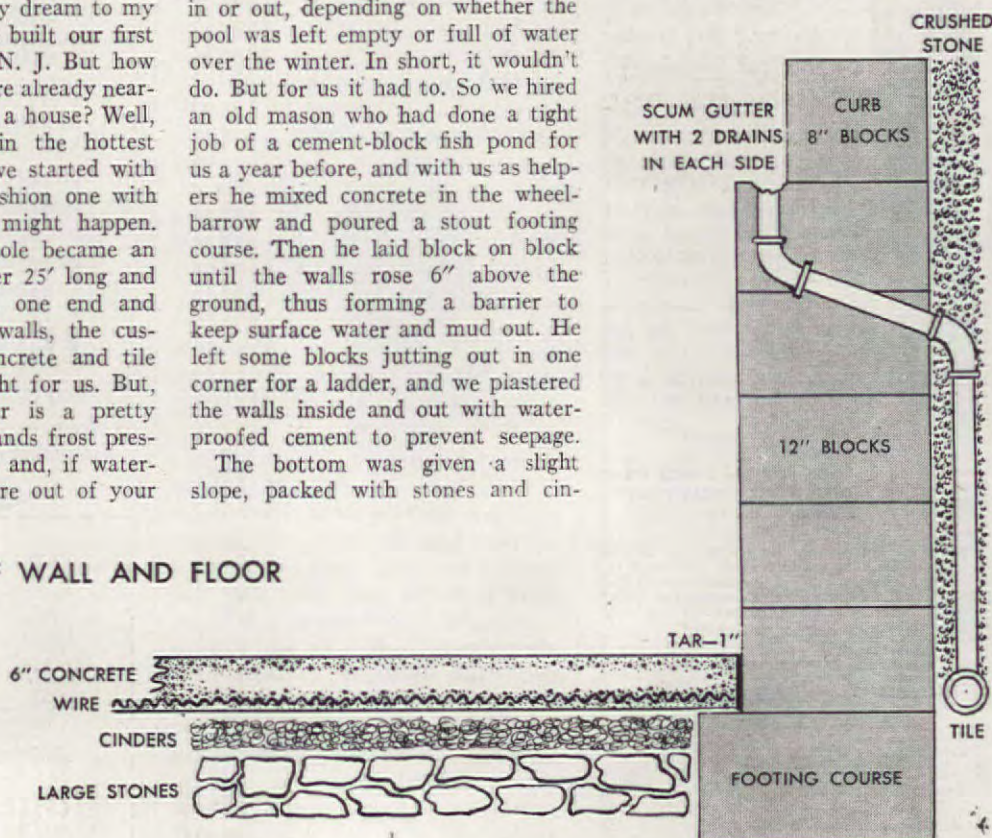 y dream to my
built our first
N. J. But how
re already near-
a house? Well,
in the hottest
ve started with
shion one with
might happen.
ole became an
er 25′ long and
one end and
walls, the cus-
ncrete and tile
ht for us. But,
r is a pretty
ands frost pres-
and, if water-
re out of your
in or out, depending on whether the
pool was left empty or full of water
over the winter. In short, it wouldn't
do. But for us it had to. So we hired
an old mason who had done a tight
job of a cement-block fish pond for
us a year before, and with us as help-
ers he mixed concrete in the wheel-
barrow and poured a stout footing
course. Then he laid block on block
until the walls rose 6″ above the
ground, thus forming a barrier to
keep surface water and mud out. He
left some blocks jutting out in one
corner for a ladder, and we plastered
the walls inside and out with water-
proofed cement to prevent seepage.
The bottom was given a slight
slope, packed with stones and cin-
WALL AND FLOOR
CRUSHED
STONE
SCUM GUTTER
WITH 2 DRAINS
IN EACH SIDE
CURB
8″ BLOCKS
12″ BLOCKS
TAR—1″
6″ CONCRETE
WIRE
CINDERS
LARGE STONES
FOOTING COURSE
TILE